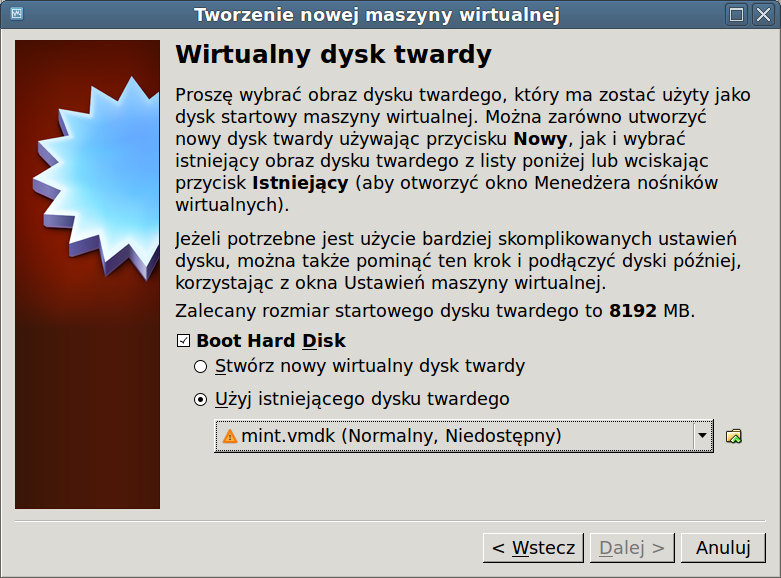 Tworzenie nowej maszyny wirtualnej
Wirtualny dysk twardy
Proszę wybrać obraz dysku twardego, który ma zostać użyty jako
dysk startowy maszyny wirtualnej. Można zarówno utworzyć
nowy dysk twardy używając przycisku Nowy, jak i wybrać
istniejący obraz dysku twardego z listy poniżej lub wciskając
przycisk Istniejący (aby otworzyć okno Menedżera nośników
wirtualnych).
Jeżeli potrzebne jest użycie bardziej skomplikowanych ustawień
dysku, można także pominąć ten krok i podłączyć dyski później,
korzystając z okna Ustawień maszyny wirtualnej.
Zalecany rozmiar startowego dysku twardego to 8192 MB.
Boot Hard Disk
Stwórz nowy wirtualny dysk twardy
Użyj istniejącego dysku twardego
mint.vmdk (Normalny, Niedostępny)
< Wstecz Dalej > Anuluj